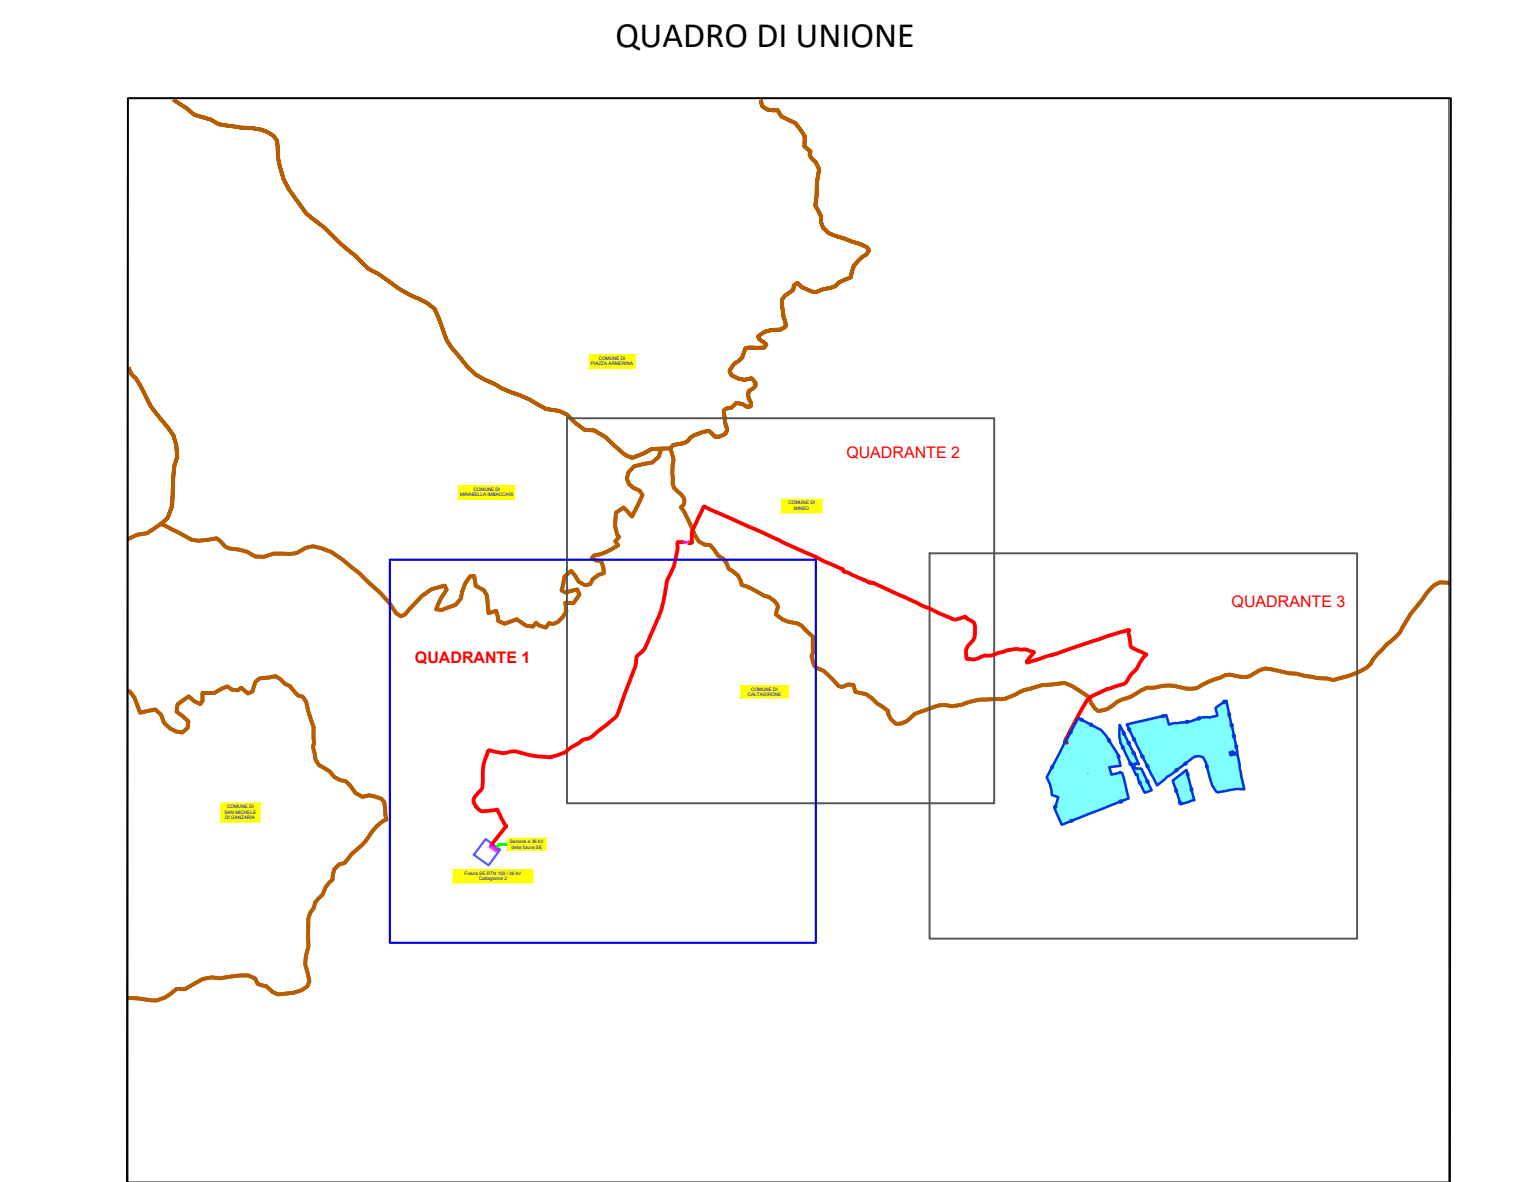 QUADRO DI UNIONE
COMUNE DI
PIAZZA ARMERINA
QUADRANTE 2
COMUNE DI
MIRABELLA IMBACCARI
COMUNE DI
MINEO
QUADRANTE 3
QUADRANTE 1
COMUNE DI
CALTAGIRONE
COMUNE DI
SAN MICHELE
DI GANZARIA
Sezione a 36 kV
della futura SE
Futura SE RTN 150 / 36 kV
Caltagirone 2